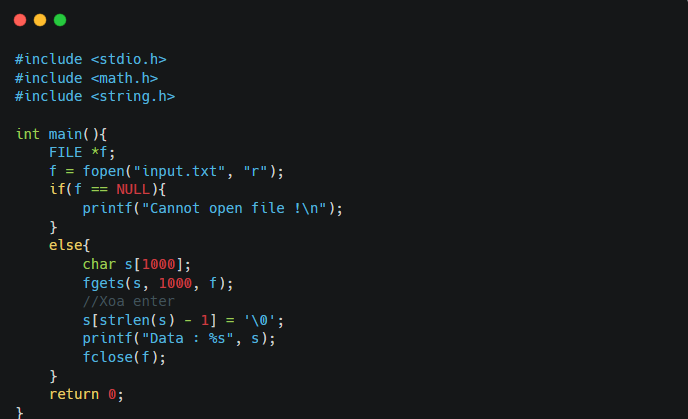 #include <stdio.h>
#include <math.h>
#include <string.h>

int main(){
    FILE *f;
    f = fopen("input.txt", "r");
    if(f == NULL){
        printf("Cannot open file !\n");
    }
    else{
        char s[1000];
        fgets(s, 1000, f);
        //Xoa enter
        s[strlen(s) - 1] = '\0';
        printf("Data : %s", s);
        fclose(f);
    }
    return 0;
}